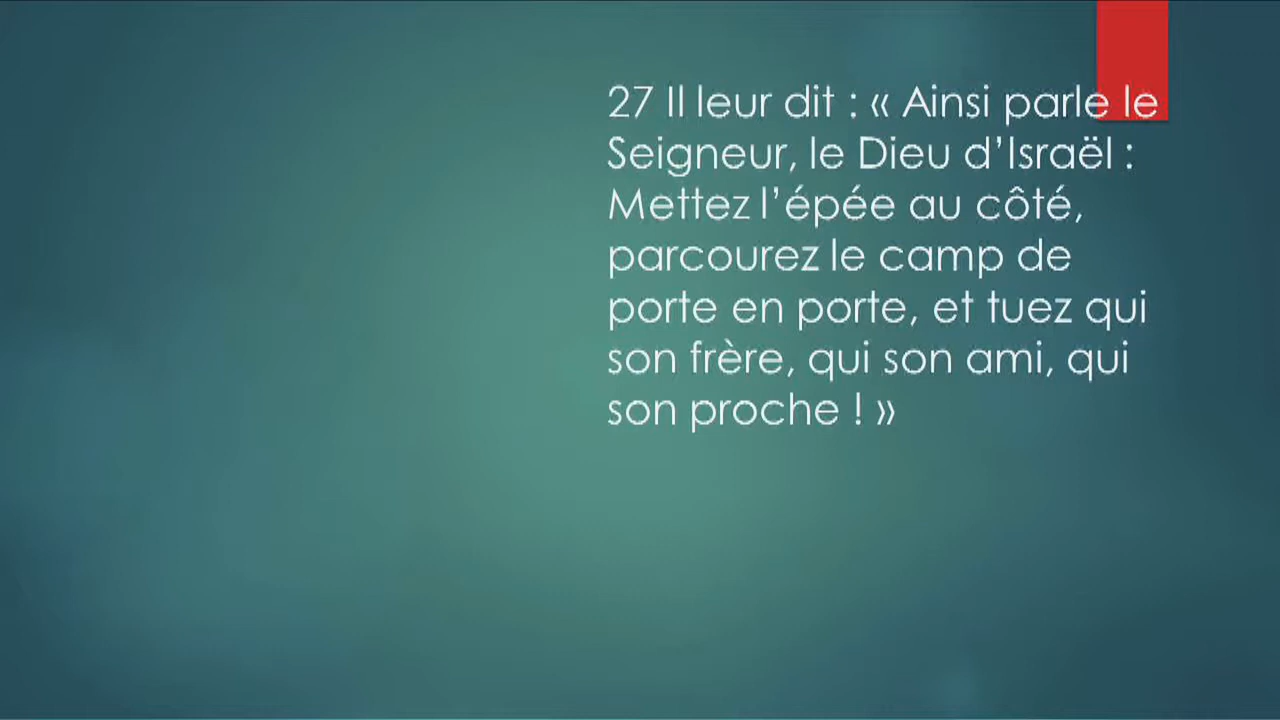 27 Il leur dit : « Ainsi parle le
Seigneur, le Dieu d’Israël :
Mettez l’épée au côté,
parcourez le camp de
porte en porte, et tuez qui
son frère, qui son ami, qui
son proche ! »